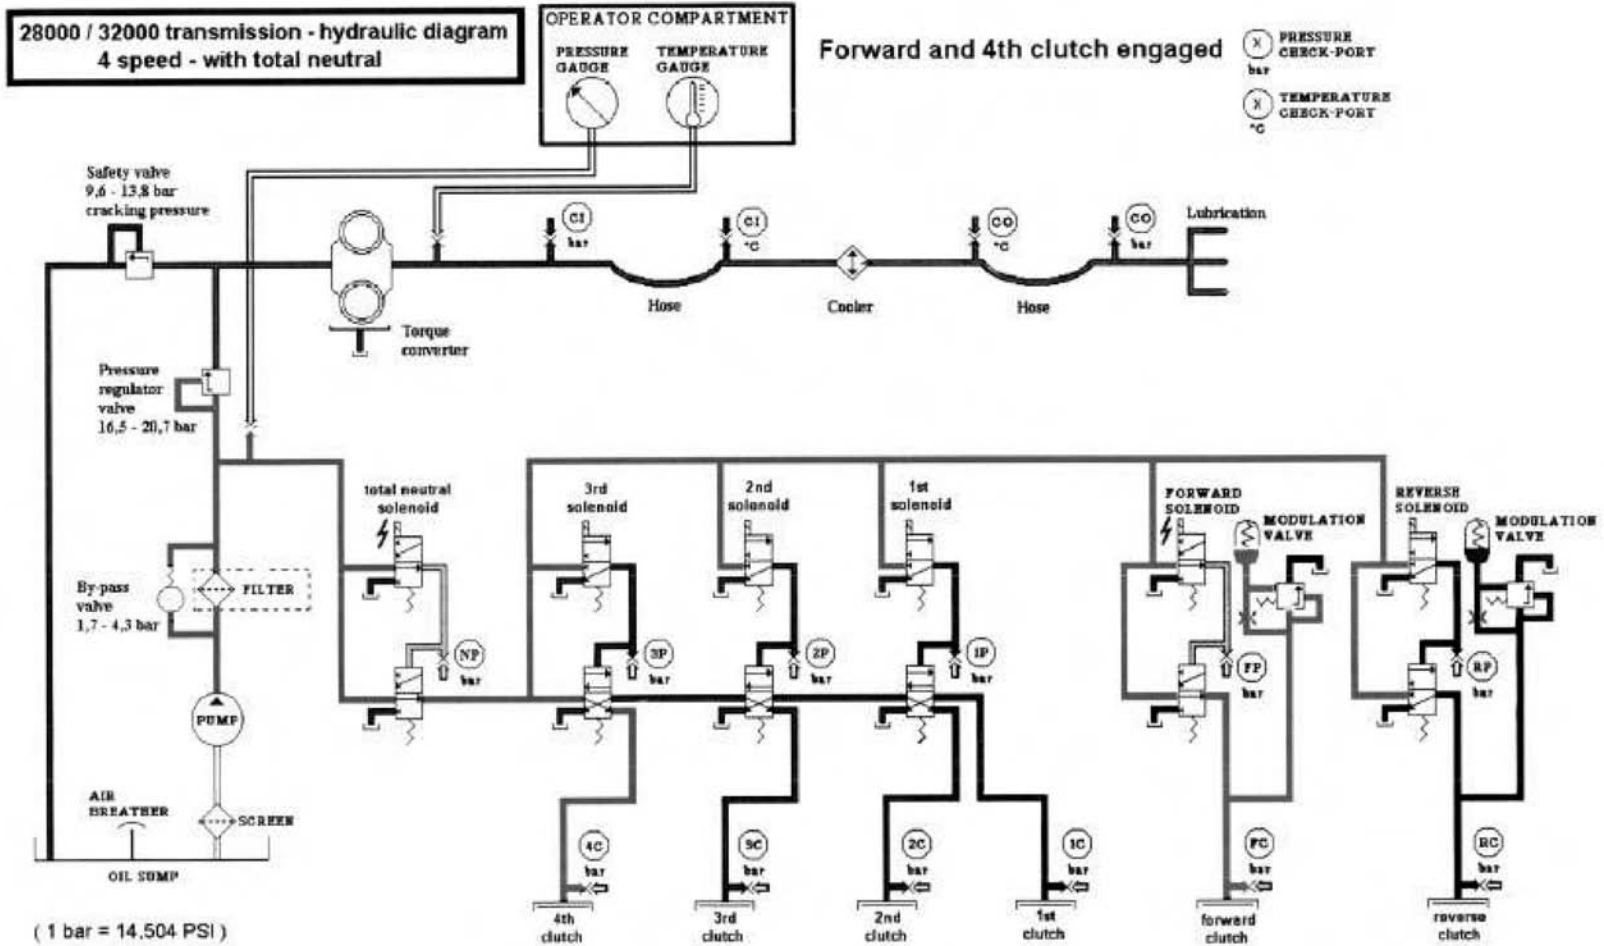 28000 / 32000 transmission - hydraulic diagram
4 speed - with total neutral
OPERATOR COMPARTMENT
PRESSURE
GAUGE
TEMPERATURE
GAUGE
Forward and 4th clutch engaged
X
PRESSURE
CHECK-PORT
bar
X
TEMPERATURE
CHECK-PORT
°C
Safety valve
9,6 - 13,8 bar
cracking pressure
CI
bar
CI
°C
CO
°C
CO
bar
Lubrication
Hose
Cooler
Hose
Torque
converter
Pressure
regulator
valve
16,5 - 20,7 bar
total neutral
solenoid
3rd
solenoid
2nd
solenoid
1st
solenoid
FORWARD
SOLENOID
MODULATION
VALVE
REVERSE
SOLENOID
MODULATION
VALVE
By-pass
valve
1,7 - 4,3 bar
FILTER
NP
bar
3P
bar
2P
bar
1P
bar
FP
bar
RP
bar
PUMP
AIR
BREATHER
SCREEN
OIL SUMP
4C
bar
3C
bar
2C
bar
1C
bar
FC
bar
RC
bar
4th
clutch
3rd
clutch
2nd
clutch
1st
clutch
forward
clutch
reverse
clutch
( 1 bar = 14,504 PSI )